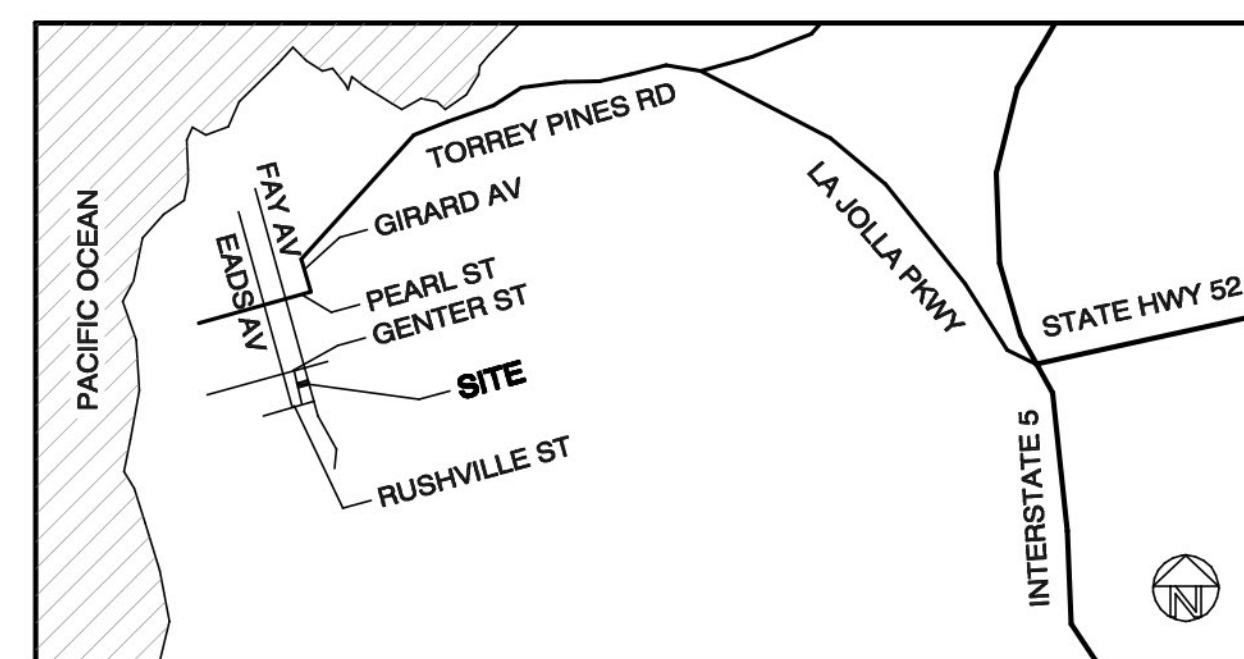 TORREY PINES RD
FAY AV
GIRARD AV
LA JOLLA PKWY
PACIFIC OCEAN
EADS AV
PEARL ST
GENTER ST
STATE HWY 52
SITE
RUSHVILLE ST
INTERSTATE 5
N